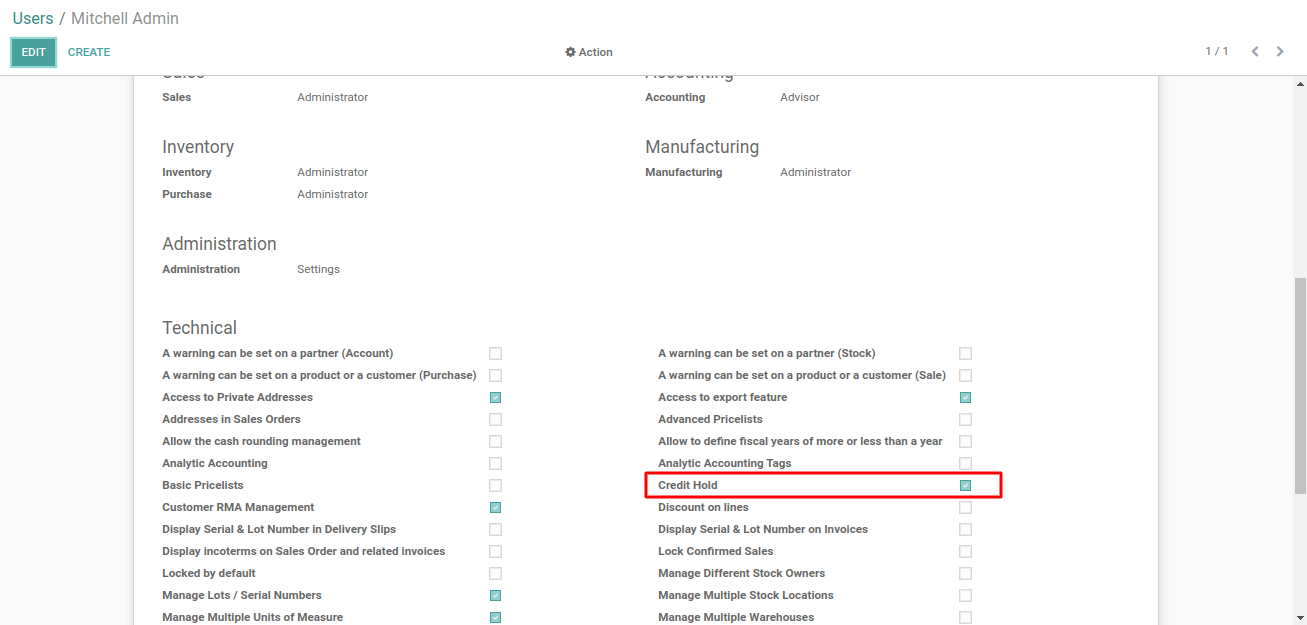 Users / Mitchell Admin
EDIT CREATE Action 1 / 1
Sales Accounting
Sales Administrator Accounting Advisor
Inventory Manufacturing
Inventory Administrator Manufacturing Administrator
Purchase Administrator
Administration
Administration Settings
Technical
A warning can be set on a partner (Account) A warning can be set on a partner (Stock)
A warning can be set on a product or a customer (Purchase) A warning can be set on a product or a customer (Sale)
Access to Private Addresses Access to export feature
Addresses in Sales Orders Advanced Pricelists
Allow the cash rounding management Allow to define fiscal years of more or less than a year
Analytic Accounting Analytic Accounting Tags
Basic Pricelists Credit Hold
Customer RMA Management Discount on lines
Display Serial & Lot Number in Delivery Slips Display Serial & Lot Number on Invoices
Display incoterms on Sales Order and related invoices Lock Confirmed Sales
Locked by default Manage Different Stock Owners
Manage Lots / Serial Numbers Manage Multiple Stock Locations
Manage Multiple Units of Measure Manage Multiple Warehouses